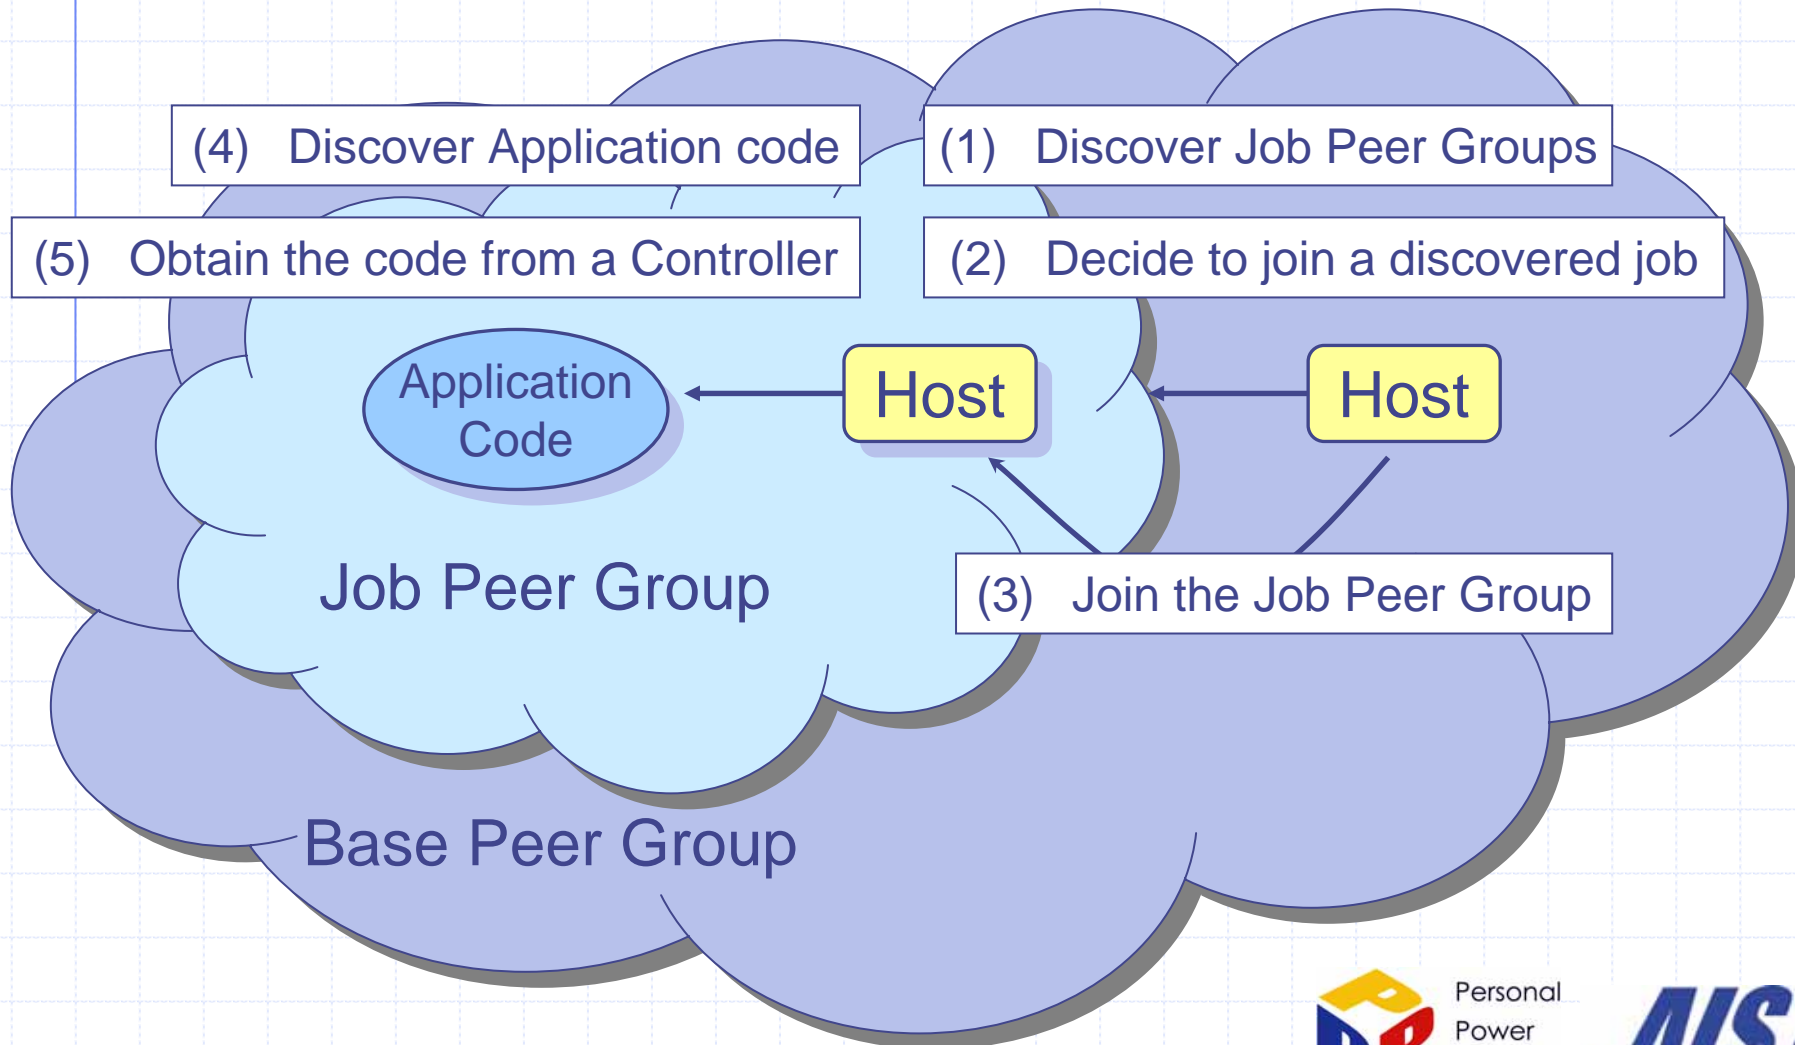 (4) Discover Application code
(1) Discover Job Peer Groups
(5) Obtain the code from a Controller
(2) Decide to join a discovered job
Application
Code
Host
Host
Job Peer Group
(3) Join the Job Peer Group
Base Peer Group
Personal
Power